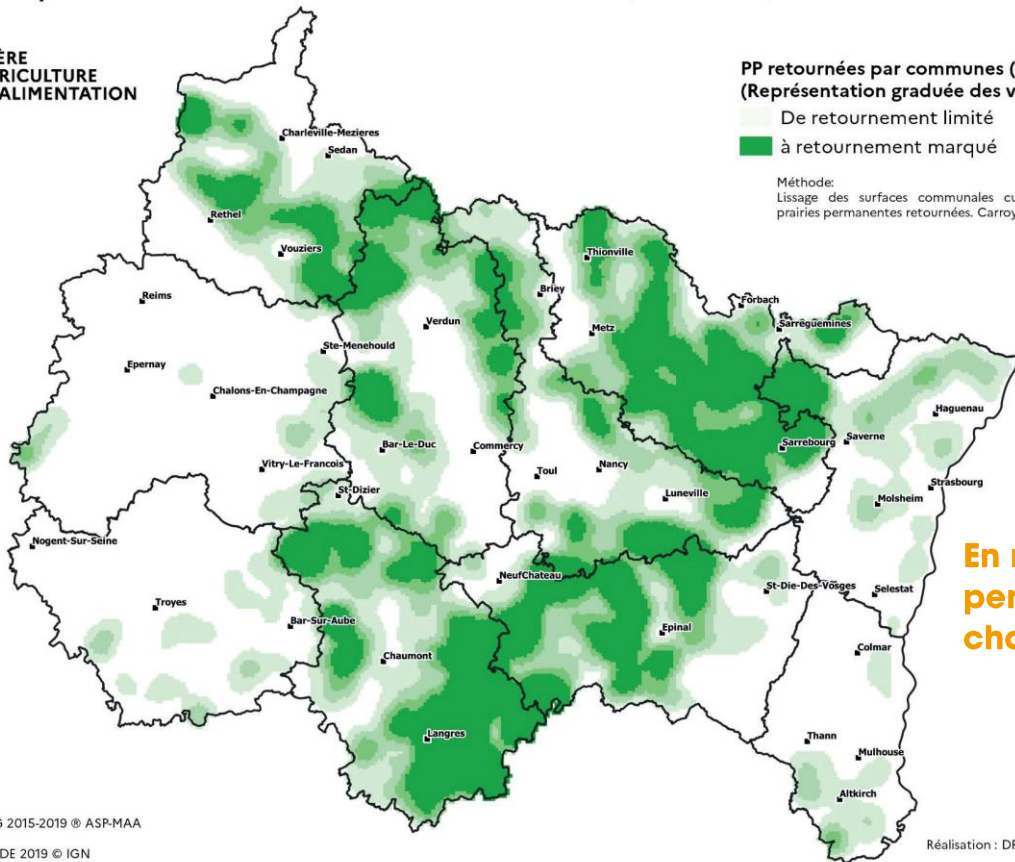 ÈRE
RICULTURE
ALIMENTATION
PP retournées par communes (
(Représentation graduée des v
De retournement limité
à retournement marqué
Méthode:
Lissage des surfaces communales cu
prairies permanentes retournées. Carroy
Charleville-Mezieres
Sedan
Rethel
Vouziers
Thionville
Briey
Forbach
Reims
Verdun
Metz
Sarreguemines
Ste-Menehould
Epernay
Chalons-En-Champagne
Haguenau
Bar-Le-Duc
Commercy
Sarrebourg
Saverne
Vitry-Le-Francois
Toul
Nancy
St-Dizier
Luneville
Strasbourg
Molsheim
Nogent-Sur-Seine
NeufChateau
St-Die-Des-Vosges
Selestat
Troyes
Bar-Sur-Aube
Epinal
Chaumont
Colmar
Langres
Thann
Mulhouse
Altkirch
En r
per
cha
G 2015-2019 ® ASP-MAA
DE 2019 © IGN
Réalisation : DR